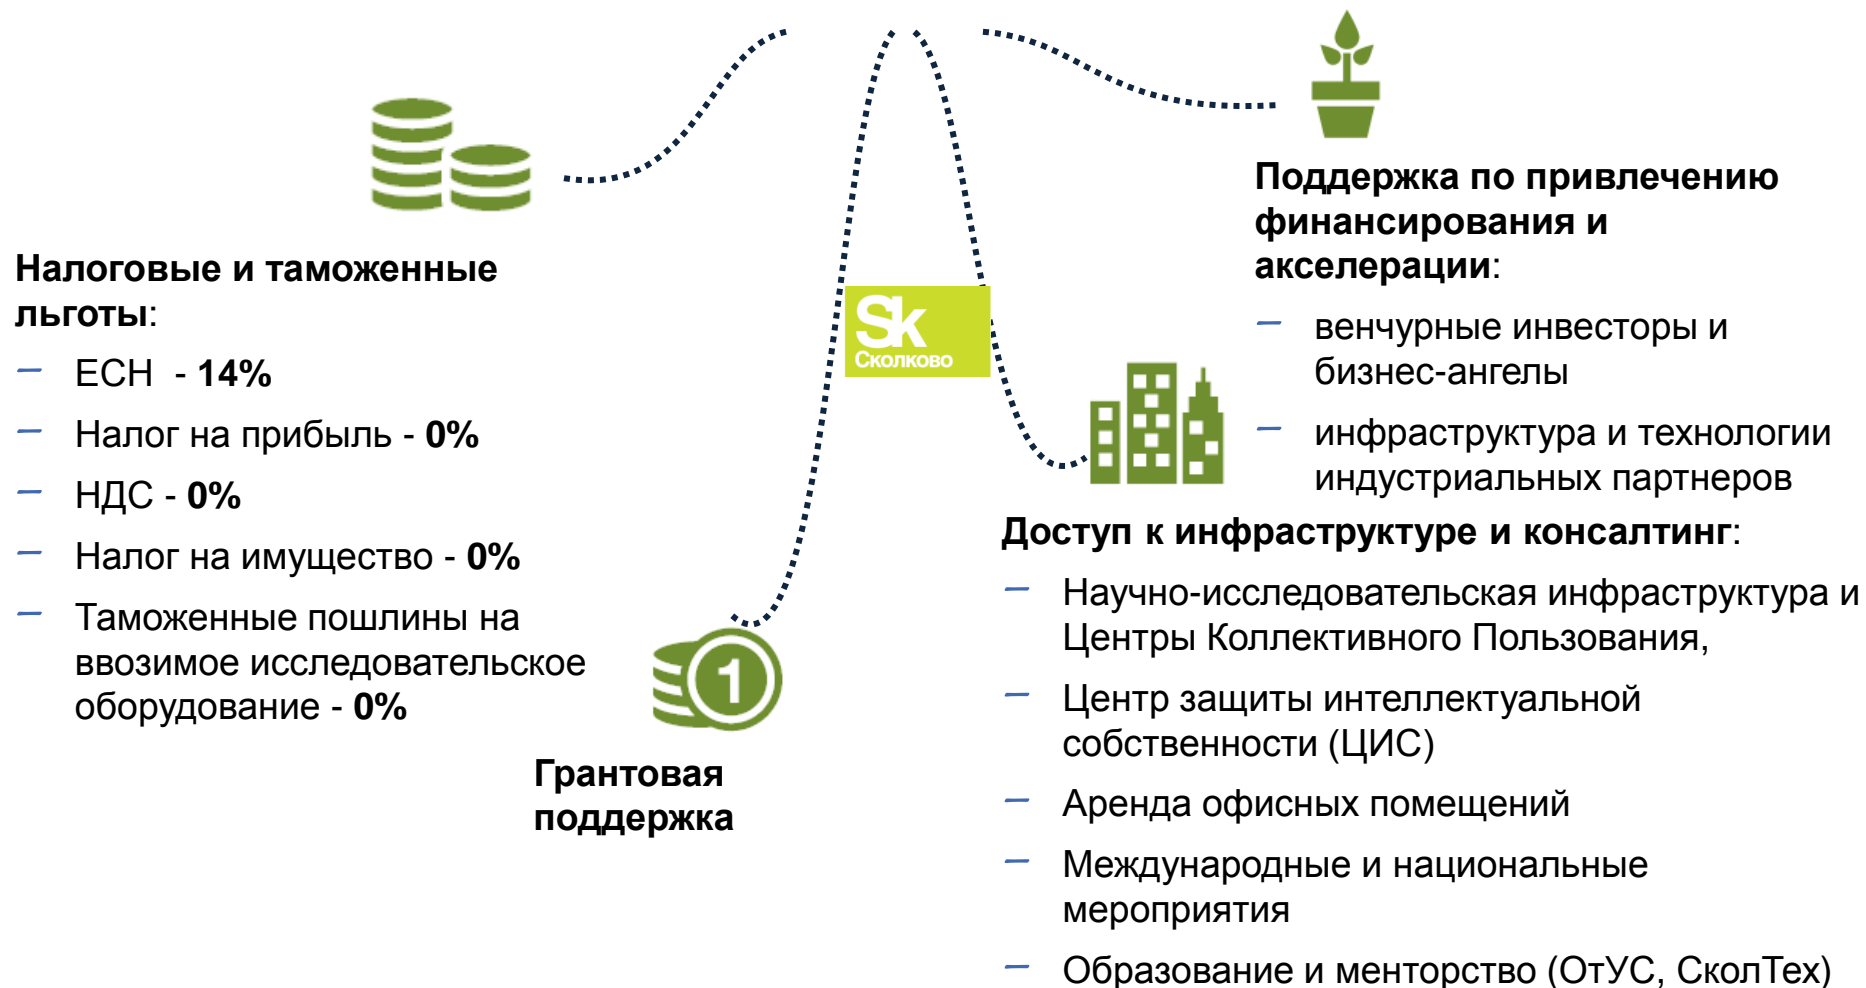 Налоговые и таможенные
льготы:
– ЕСН - 14%
– Налог на прибыль - 0%
– НДС - 0%
– Налог на имущество - 0%
– Таможенные пошлины на
ввозимое исследовательское
оборудование - 0%
1
Грантовая
поддержка
Sk
Сколково
Поддержка по привлечению
финансирования и
акселерации:
– венчурные инвесторы и
бизнес-ангелы
– инфраструктура и технологии
индустриальных партнеров
Доступ к инфраструктуре и консалтинг:
– Научно-исследовательская инфраструктура и
Центры Коллективного Пользования,
– Центр защиты интеллектуальной
собственности (ЦИС)
– Аренда офисных помещений
– Международные и национальные
мероприятия
– Образование и менторство (ОтУС, СколТех)